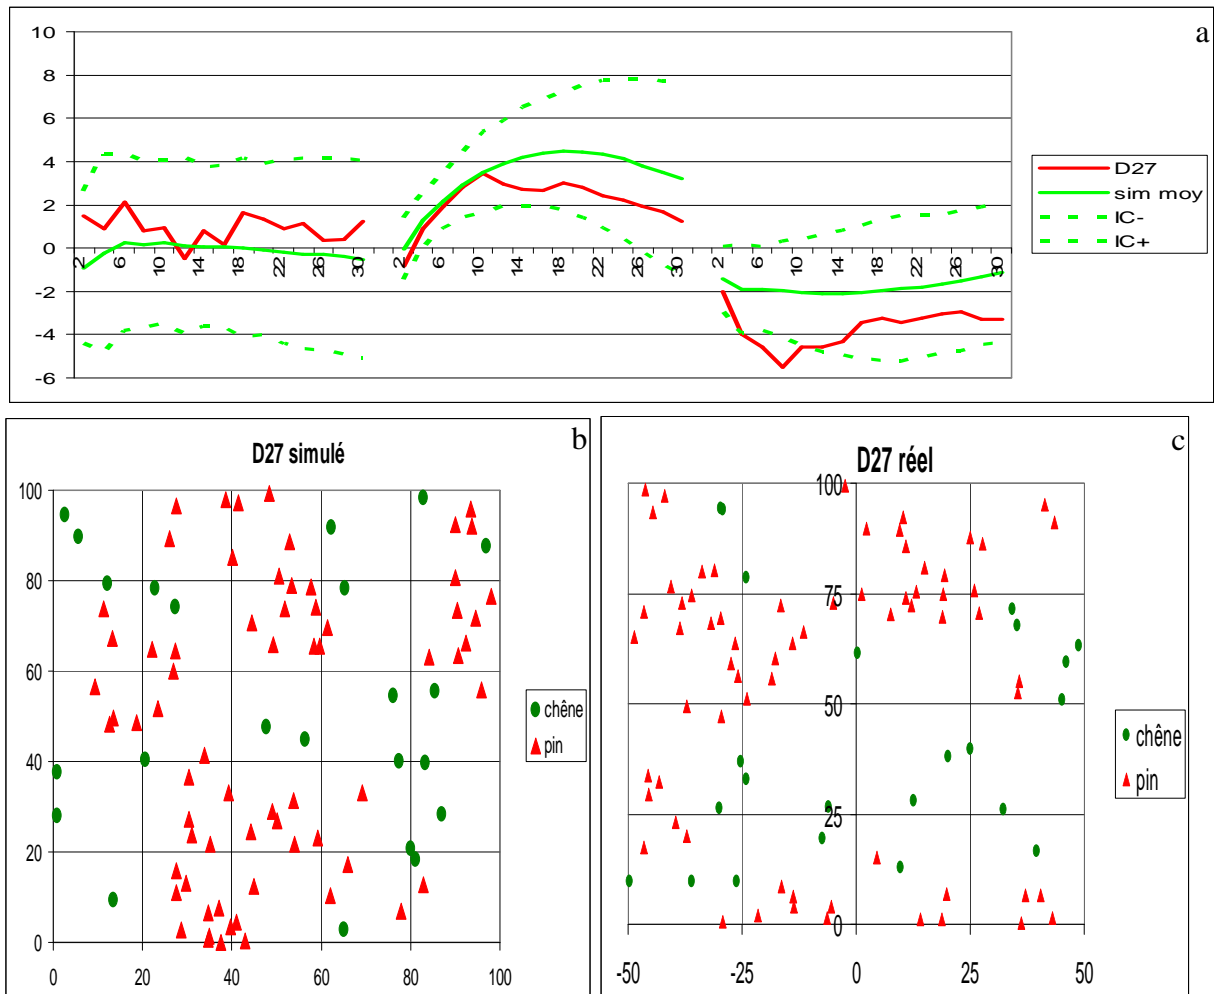 a
10
8
6
4
2
0
-2
-4
-6
2 6 10 14 18 22 26 30 2 6 10 14 18 22 26 30 2 6 10 14 18 22 26 30
D27
sim moy
IC-
IC+
b
D27 simulé
100
80
60
40
20
0
0 20 40 60 80 100
chêne
pin
c
D27 réel
100
75
50
25
0
-50 -25 0 25 50
chêne
pin